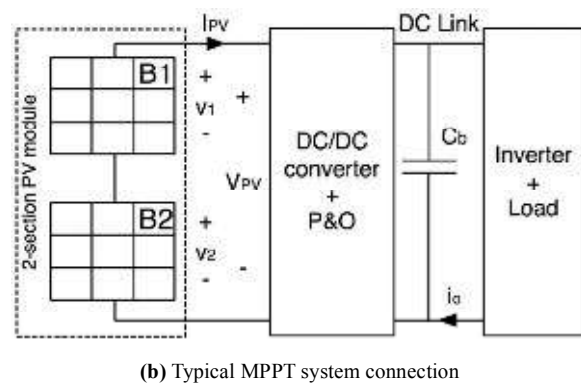 IPV
DC Link
B1
+
v1
-
+
VPV
-
B2
+
v2
-
2-section PV module
DC/DC
converter
+
P&O
Cb
Inverter
+
Load
io
(b) Typical MPPT system connection